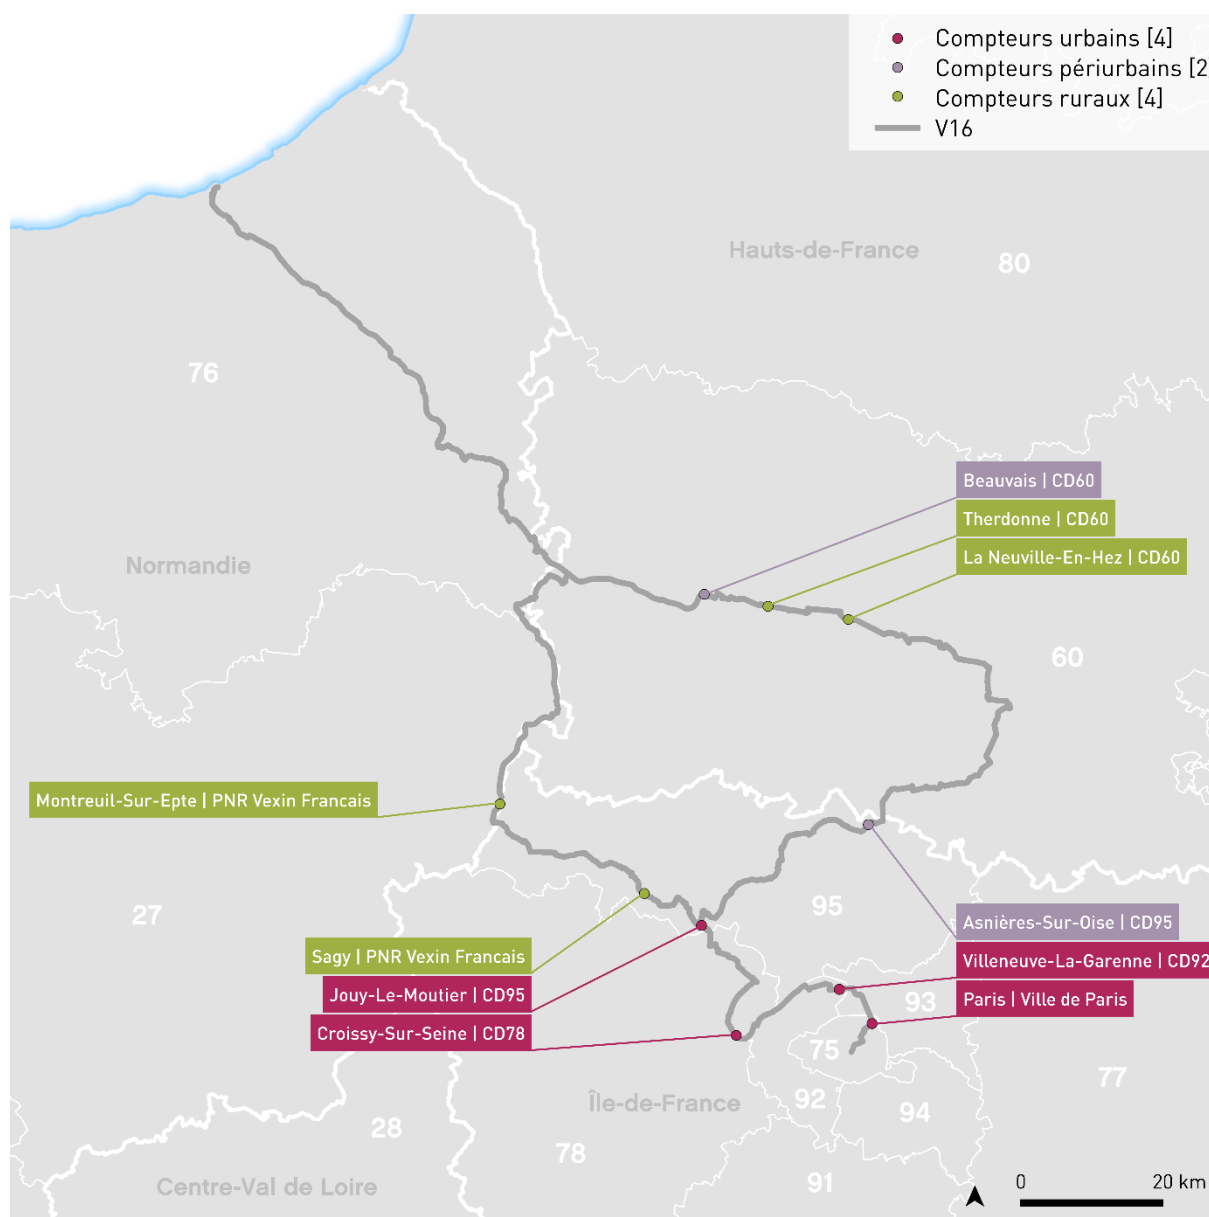 Compteurs urbains [4]
Compteurs périurbains [2
Compteurs ruraux [4]
V16
Hauts-de-France
80
76
Beauvais | CD60
Therdonne | CD60
La Neuville-En-Hez | CD60
Normandie
60
Montreuil-Sur-Epte | PNR Vexin Francais
27
95
Asnières-Sur-Oise | CD95
Sagy | PNR Vexin Francais
Villeneuve-La-Garenne | CD92
Jouy-Le-Moutier | CD95
93
Paris | Ville de Paris
Croissy-Sur-Seine | CD78
75
77
Île-de-France
92
94
28
78
Centre-Val de Loire
91
0
20 km